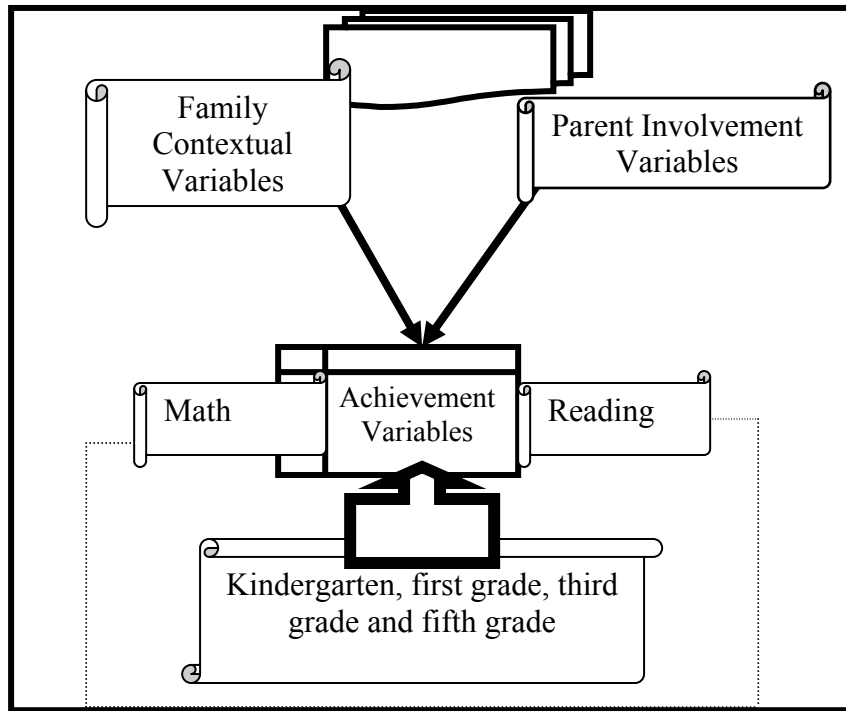 Family
Contextual
Variables
Parent Involvement
Variables
Math
Achievement
Variables
Reading
Kindergarten, first grade, third
grade and fifth grade